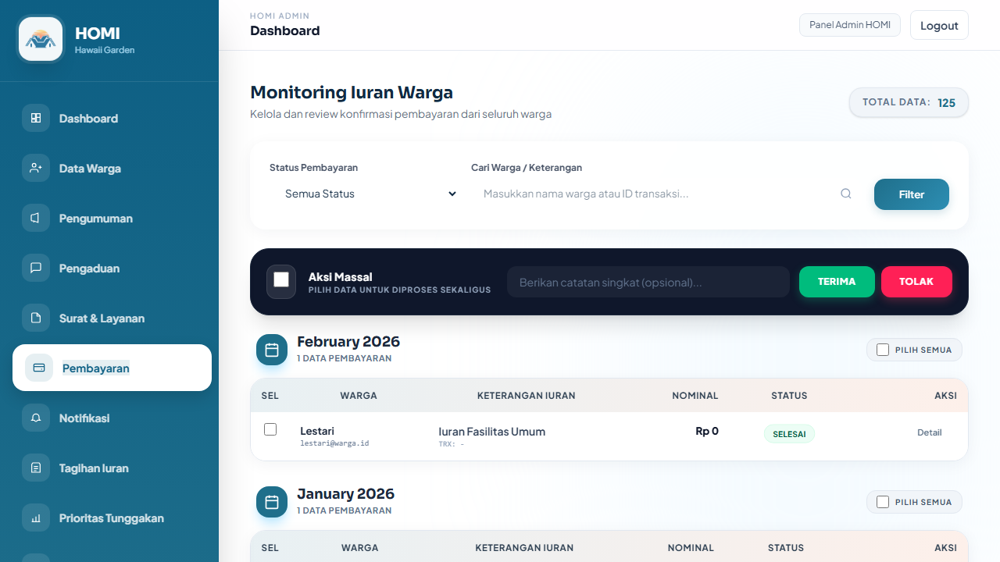 HOMI
Hawaii Garden
Dashboard
Data Warga
Pengumuman
Pengaduan
Surat & Layanan
Pembayaran
Notifikasi
Tagihan Iuran
Prioritas Tunggakan
HOMI ADMIN
Dashboard
Panel Admin HOMI
Logout
Monitoring Iuran Warga
Kelola dan review konfirmasi pembayaran dari seluruh warga
TOTAL DATA: 125
Status Pembayaran
Cari Warga / Keterangan
Semua Status
Masukkan nama warga atau ID transaksi...
Filter
Aksi Massal
PILIH DATA UNTUK DIPROSES SEKALIGUS
Berikan catatan singkat (opsional)...
TERIMA
TOLAK
February 2026
1 DATA PEMBAYARAN
PILIH SEMUA
SEL WARGA KETERANGAN IURAN NOMINAL STATUS AKSI
Lestari Iuran Fasilitas Umum Rp 0 SELESAI Detail
lestari@warga.id TRX: -
January 2026
1 DATA PEMBAYARAN
PILIH SEMUA
SEL WARGA KETERANGAN IURAN NOMINAL STATUS AKSI